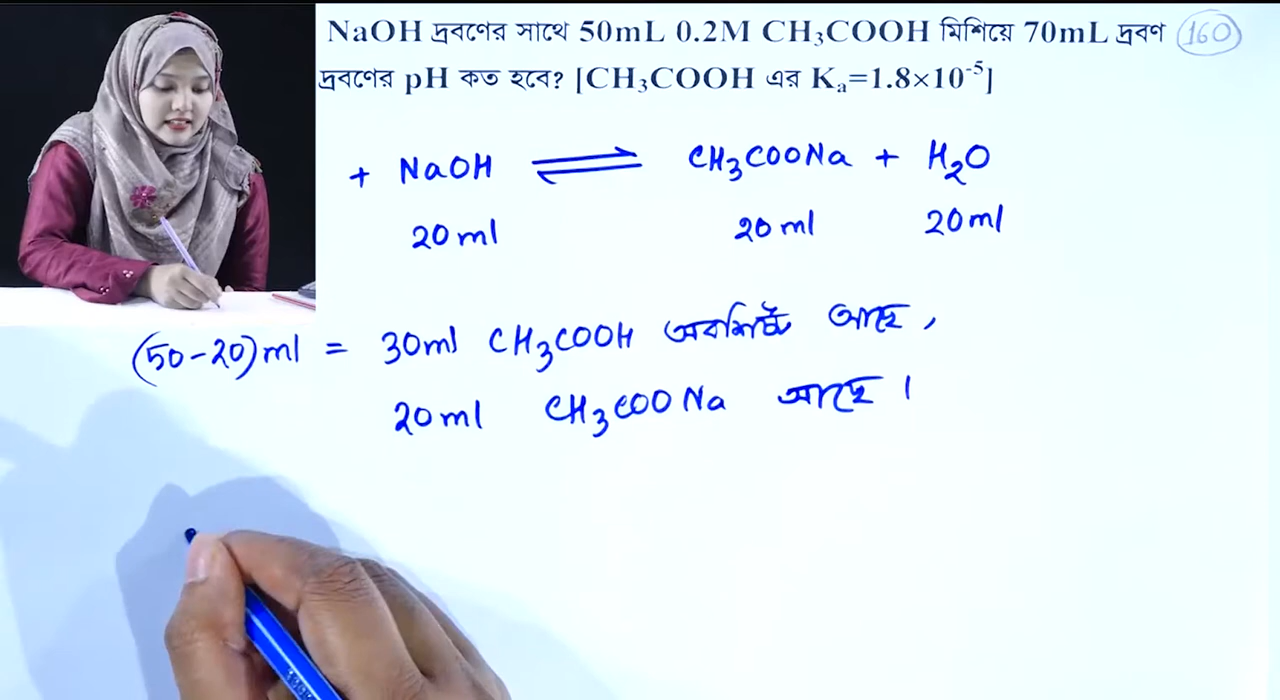 NaOH দ্রবণের সাথে 50mL 0.2M CH₃COOH মিশিয়ে 70mL দ্রবণ 160
দ্রবণের pH কত হবে? [CH₃COOH এর Kₐ=1.8×10⁻⁵]
+ NaOH ⇌ CH₃COONa + H₂O
20 ml 20 ml 20 ml
(50-20) ml = 30ml CH₃COOH অবশিষ্ট আছে,
20 ml CH₃COONa আছে।